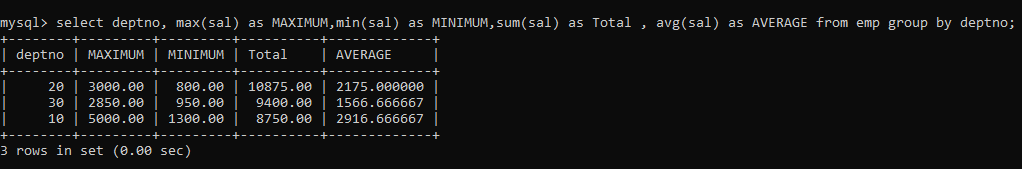 mysql> select deptno, max(sal) as MAXIMUM,min(sal) as MINIMUM,sum(sal) as Total , avg(sal) as AVERAGE from emp group by deptno;
+--------+---------+---------+----------+-------------+
| deptno | MAXIMUM | MINIMUM | Total    | AVERAGE     |
+--------+---------+---------+----------+-------------+
|     20 | 3000.00 |  800.00 | 10875.00 | 2175.000000 |
|     30 | 2850.00 |  950.00 |  9400.00 | 1566.666667 |
|     10 | 5000.00 | 1300.00 |  8750.00 | 2916.666667 |
+--------+---------+---------+----------+-------------+
3 rows in set (0.00 sec)